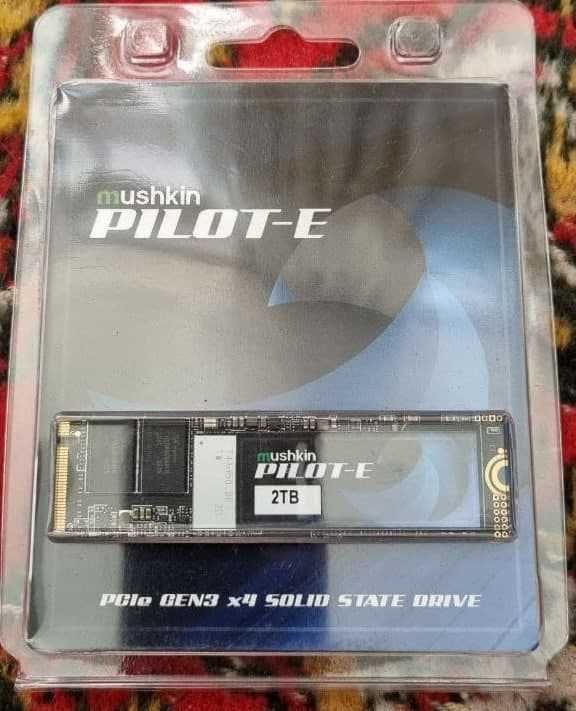 mushkin
PILOT-E
mushkin
PILOT-E
2TB
PCIe GEN3 x4 SOLID STATE DRIVE